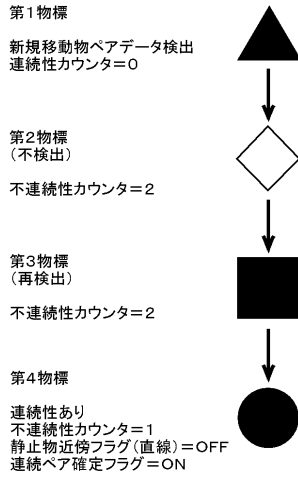 第１物標
新規移動物ペアデータ検出
連続性カウンタ＝０
第２物標
（不検出）
不連続性カウンタ＝２
第３物標
（再検出）
不連続性カウンタ＝２
第４物標
連続性あり
不連続性カウンタ＝１
静止物近傍フラグ（直線）＝ＯＦＦ
連続ペア確定フラグ＝ＯＮ